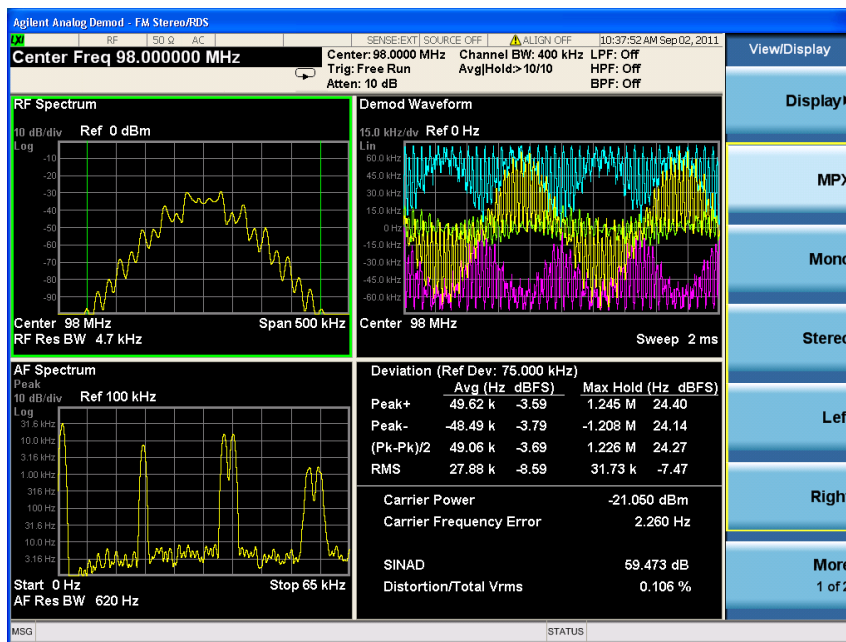 Agilent Analog Demod - FM Stereo/RDS
LXI RF 50 Ω AC SENSE:EXT SOURCE OFF ALIGN OFF 10:37:52 AM Sep 02, 2011
Center Freq 98.000000 MHz
Center: 98.0000 MHz Channel BW: 400 kHz LPF: Off
Trig: Free Run Avg|Hold:>10/10 HPF: Off
Atten: 10 dB BPF: Off
RF Spectrum
10 dB/div Ref 0 dBm
Log
-10
-20
-30
-40
-50
-60
-70
-80
-90
Center 98 MHz Span 500 kHz
RF Res BW 4.7 kHz
Demod Waveform
15.0 kHz/dv Ref 0 Hz
Lin
60.0 kHz
45.0 kHz
30.0 kHz
15.0 kHz
0 Hz
-15.0 kHz
-30.0 kHz
-45.0 kHz
-60.0 kHz
Center 98 MHz
Sweep 2 ms
AF Spectrum
Peak
10 dB/div Ref 100 kHz
Log
31.6 kHz
10.0 kHz
3.16 kHz
1.00 kHz
316 Hz
100 Hz
31.6 Hz
10.0 Hz
3.16 Hz
Start 0 Hz Stop 65 kHz
AF Res BW 620 Hz
Deviation (Ref Dev: 75.000 kHz)
Avg (Hz dBFS) Max Hold (Hz dBFS)
Peak+ 49.62 k -3.59 1.245 M 24.40
Peak- -48.49 k -3.79 -1.208 M 24.14
(Pk-Pk)/2 49.06 k -3.69 1.226 M 24.27
RMS 27.88 k -8.59 31.73 k -7.47
Carrier Power -21.050 dBm
Carrier Frequency Error 2.260 Hz
SINAD 59.473 dB
Distortion/Total Vrms 0.106 %
View/Display
Display
MPX
Mono
Stereo
Left
Right
More
1 of 2
MSG STATUS